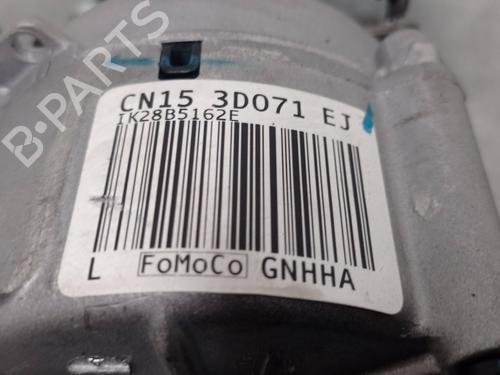 CN15 3D071 EJ
IK28B5162E
L FoMoCo GNHHA
B-PARTS